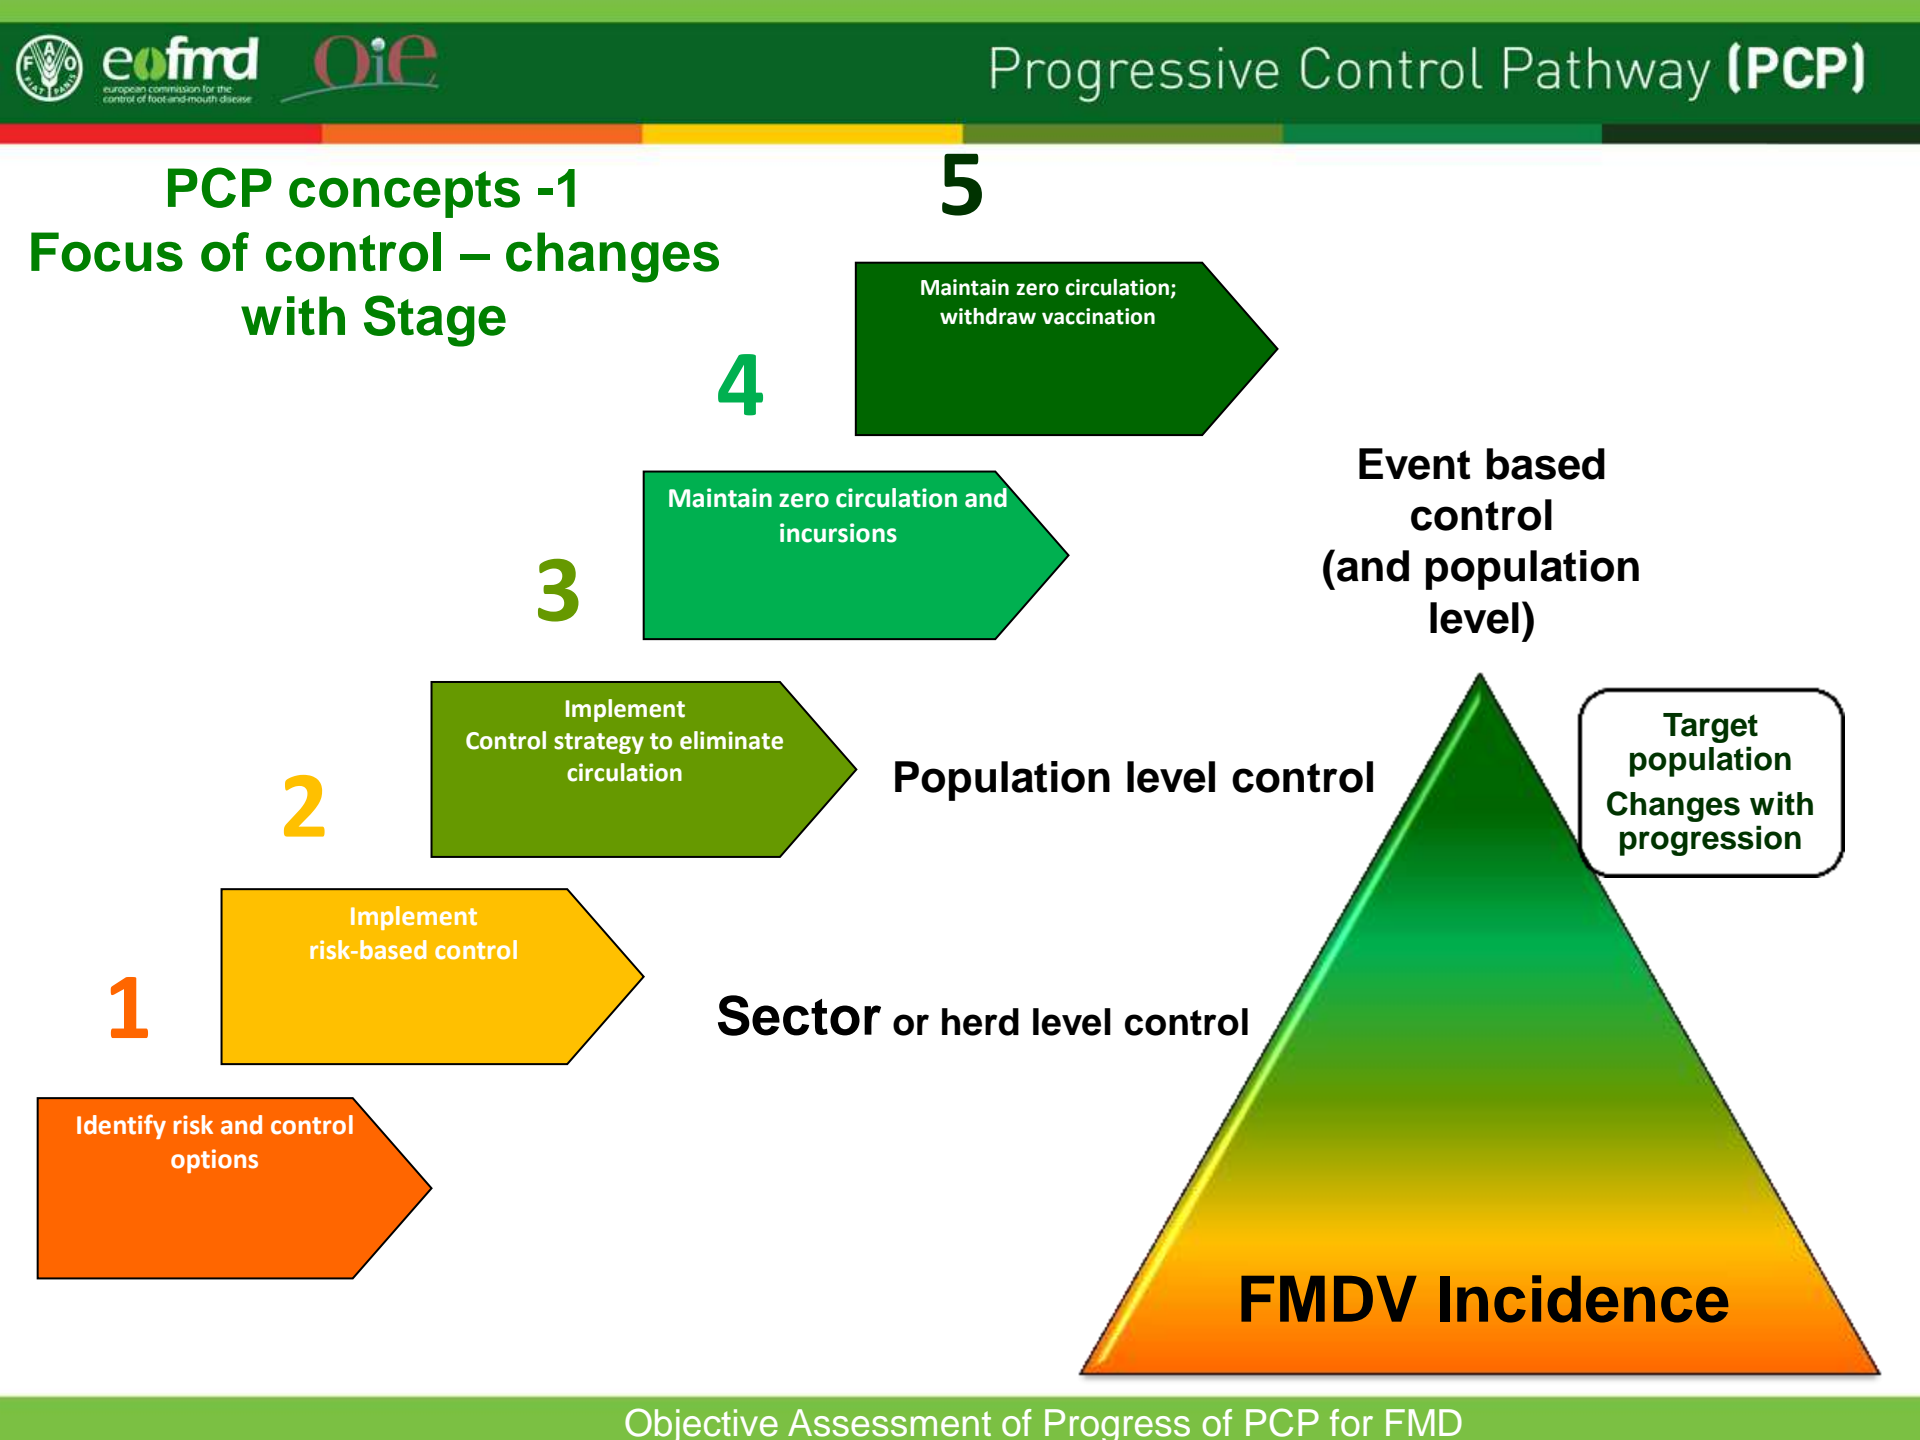 FAO
FIAT PANIS
eufmd
european commission for the
control of foot-and-mouth disease
OiE
Progressive Control Pathway (PCP)
PCP concepts -1
Focus of control – changes
with Stage
5
Maintain zero circulation;
withdraw vaccination
4
Maintain zero circulation and
incursions
Event based
control
(and population
level)
3
Implement
Control strategy to eliminate
circulation
Population level control
Target
population
Changes with
progression
2
Implement
risk-based control
Sector or herd level control
1
Identify risk and control
options
FMDV Incidence
Objective Assessment of Progress of PCP for FMD